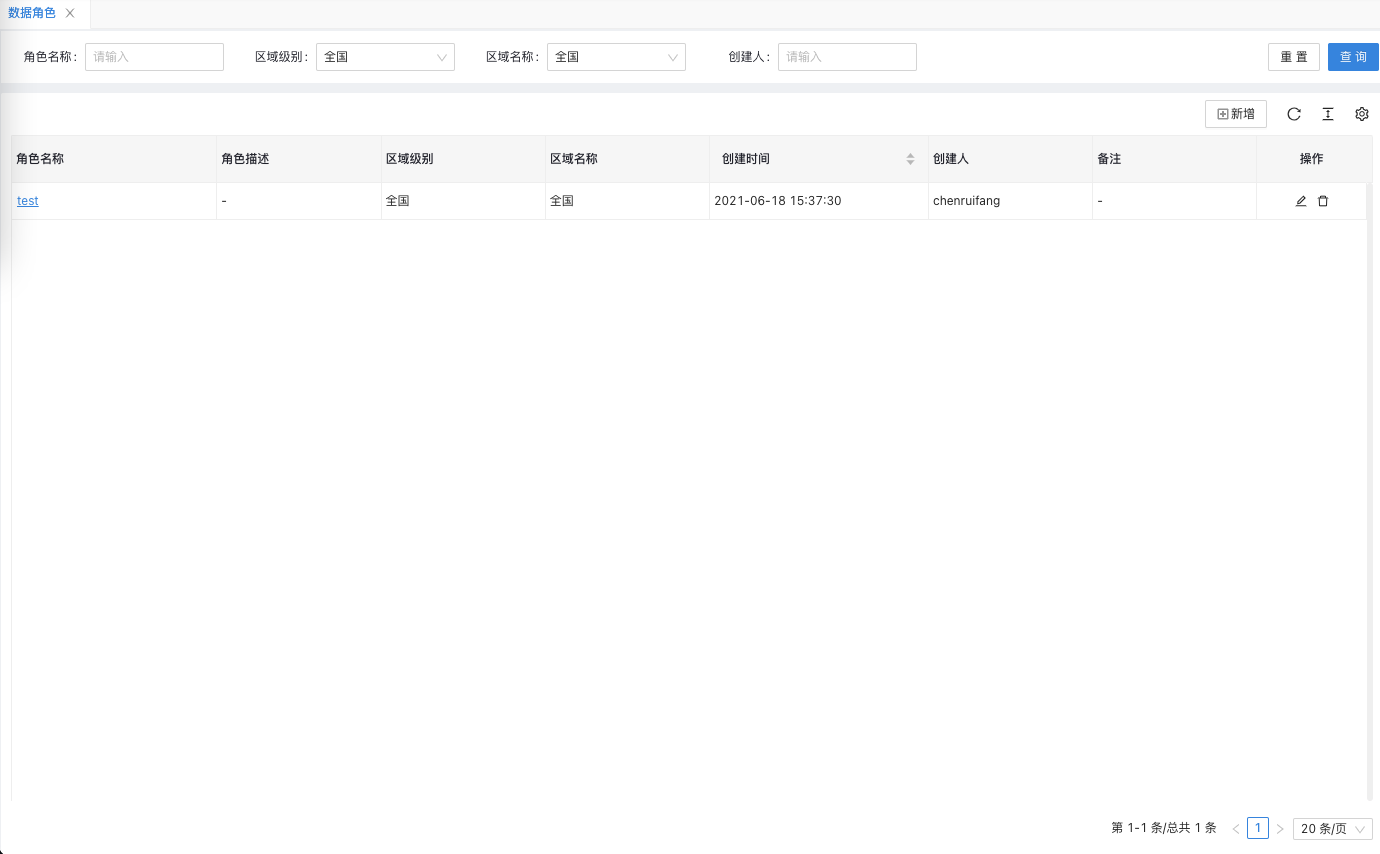 数据角色
角色名称: 请输入 区域级别: 全国 区域名称: 全国 创建人: 请输入 重 置 查 询
新增
角色名称 角色描述 区域级别 区域名称 创建时间 创建人 备注 操作
test - 全国 全国 2021-06-18 15:37:30 chenruifang -
第 1-1 条/总共 1 条 1 20 条/页